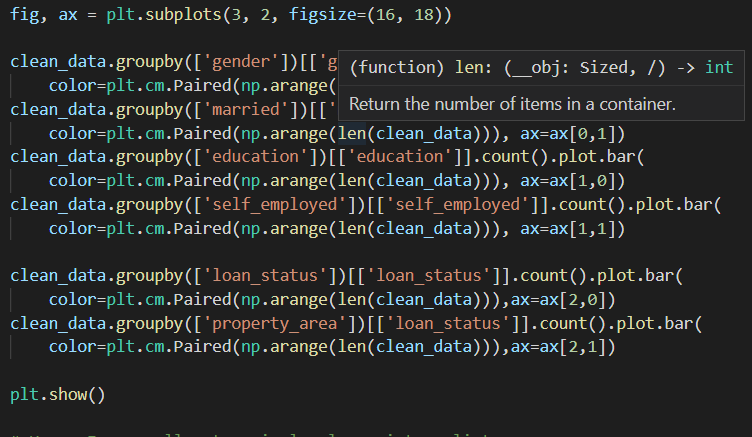 fig, ax = plt.subplots(3, 2, figsize=(16, 18))
clean_data.groupby(['gender'])[['g
(function) len: (__obj: Sized, /) -> int
color=plt.cm.Paired(np.arange(
Return the number of items in a container.
clean_data.groupby(['married'])[['
color=plt.cm.Paired(np.arange(len(clean_data))), ax=ax[0,1])
clean_data.groupby(['education'])[['education']].count().plot.bar(
color=plt.cm.Paired(np.arange(len(clean_data))), ax=ax[1,0])
clean_data.groupby(['self_employed'])[['self_employed']].count().plot.bar(
color=plt.cm.Paired(np.arange(len(clean_data))), ax=ax[1,1])
clean_data.groupby(['loan_status'])[['loan_status']].count().plot.bar(
color=plt.cm.Paired(np.arange(len(clean_data))),ax=ax[2,0])
clean_data.groupby(['property_area'])[['loan_status']].count().plot.bar(
color=plt.cm.Paired(np.arange(len(clean_data))),ax=ax[2,1])
plt.show()